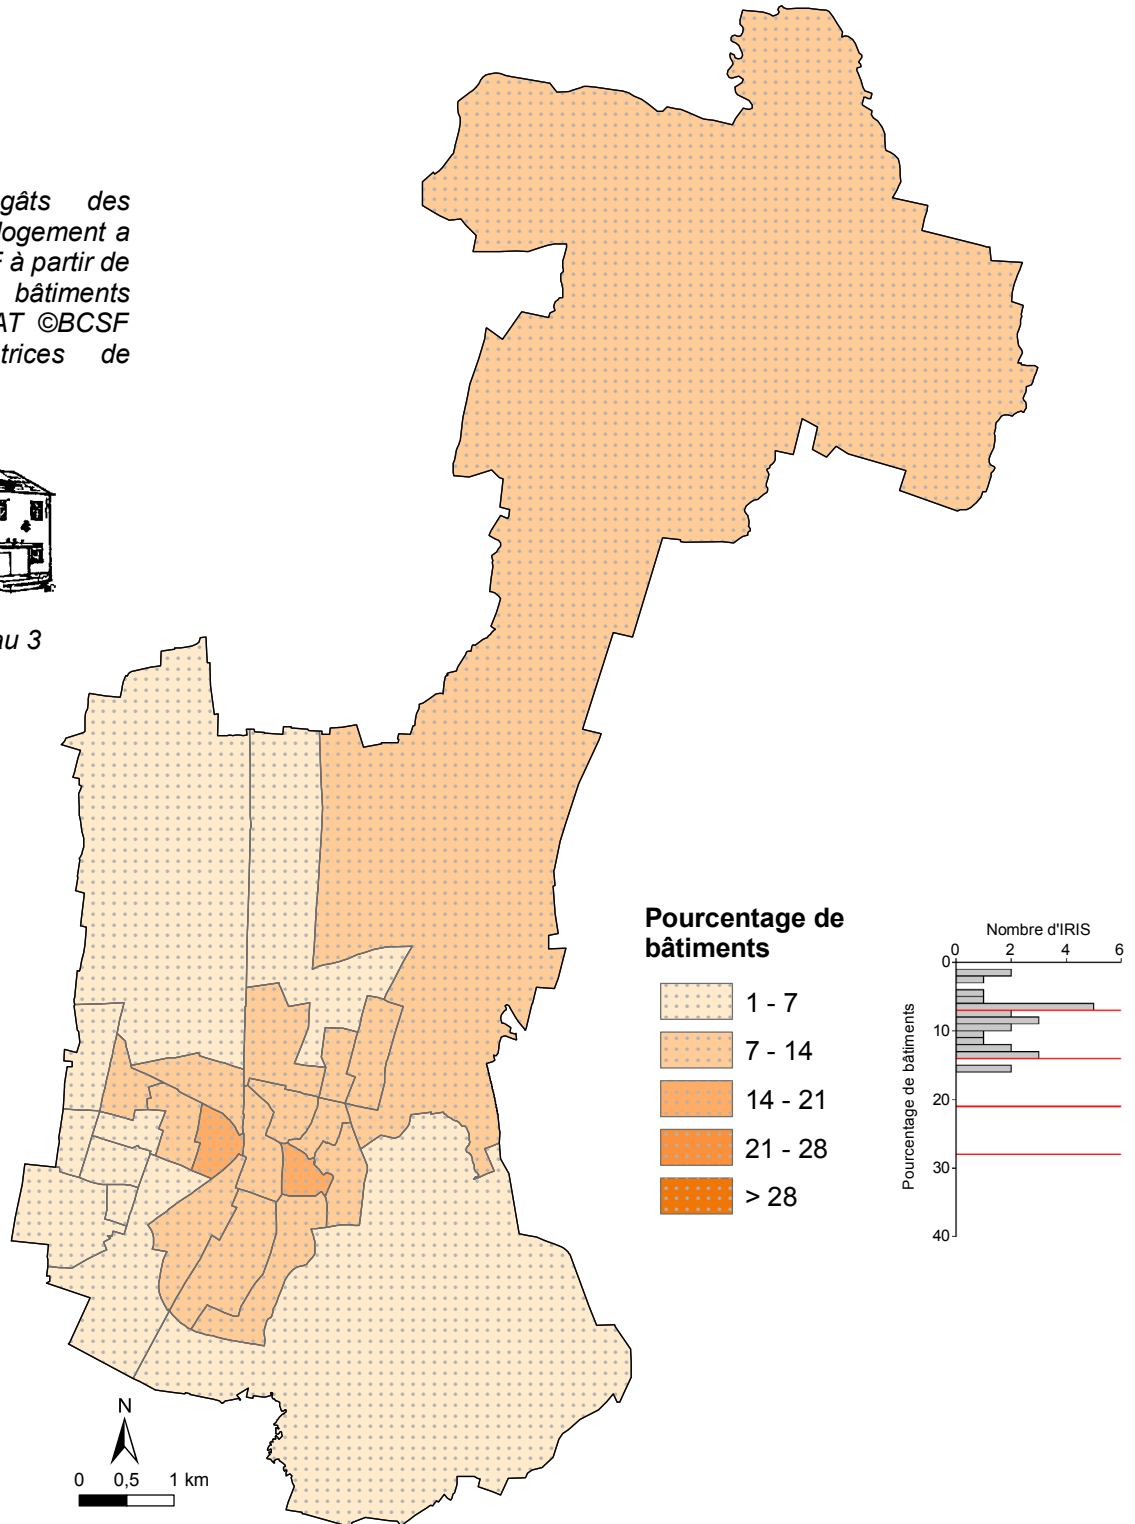 gâts des
logement a
à partir de
bâtiments
AT ©BCSF
trices de
au 3
Pourcentage de
bâtiments
1 - 7
7 - 14
14 - 21
21 - 28
> 28
Nombre d'IRIS
0 2 4 6
0
10
20
30
40
Pourcentage de bâtiments
N
0 0,5 1 km